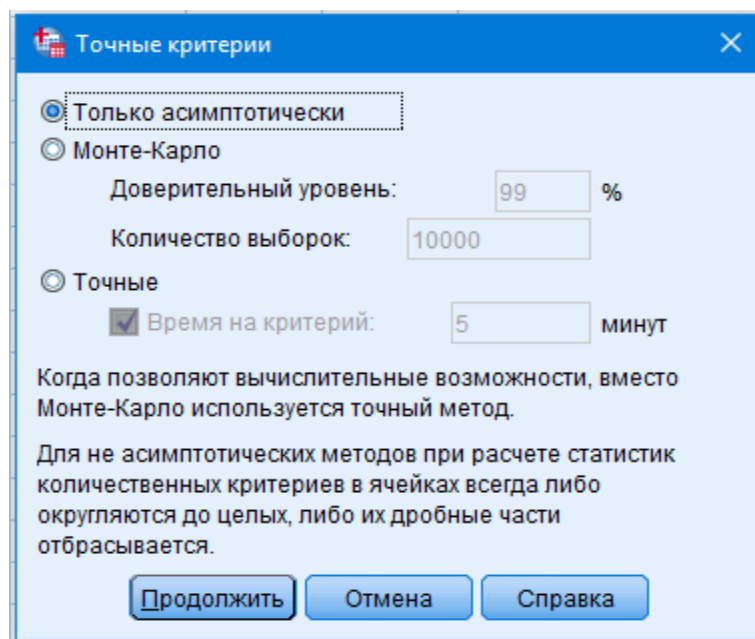 Точные критерии
Только асимптотически
Монте-Карло
Доверительный уровень: 99 %
Количество выборок: 10000
Точные
Время на критерий: 5 минут
Когда позволяют вычислительные возможности, вместо
Монте-Карло используется точный метод.
Для не асимптотических методов при расчете статистик
количественных критериев в ячейках всегда либо
округляются до целых, либо их дробные части
отбрасывается.
Продолжить Отмена Справка